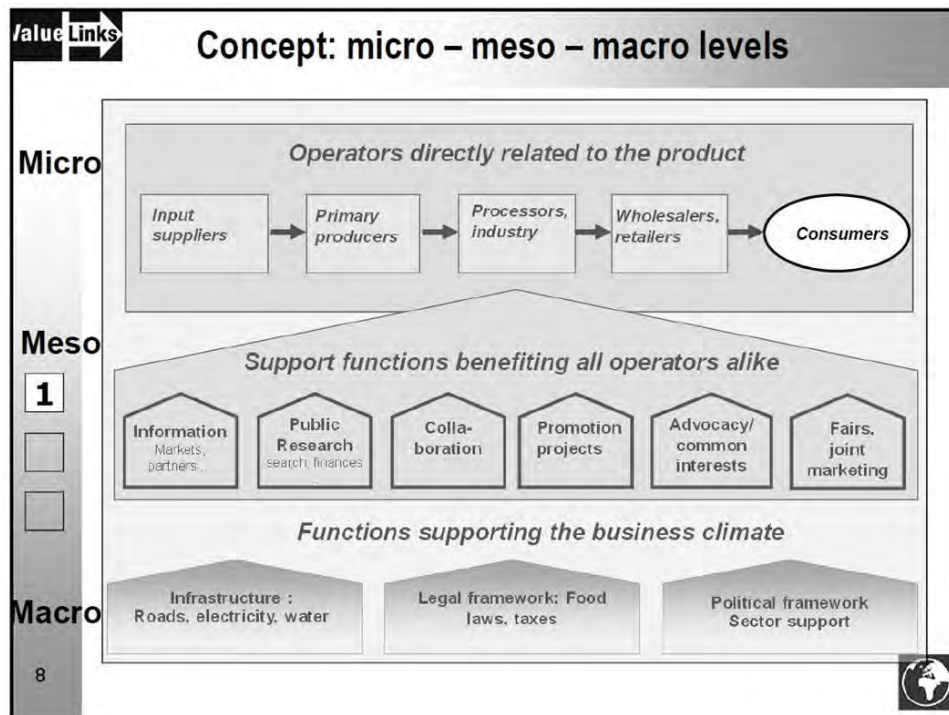 Value Links
Concept: micro – meso – macro levels
Micro
Operators directly related to the product
Input
suppliers
Primary
producers
Processors,
industry
Wholesalers,
retailers
Consumers
Meso
Support functions benefiting all operators alike
1
Information
Markets,
partners...
Public
Research
search, finances
Colla-
boration
Promotion
projects
Advocacy/
common
interests
Fairs,
joint
marketing
Functions supporting the business climate
Macro
Infrastructure :
Roads, electricity, water
Legal framework: Food
laws, taxes
Political framework
Sector support
8